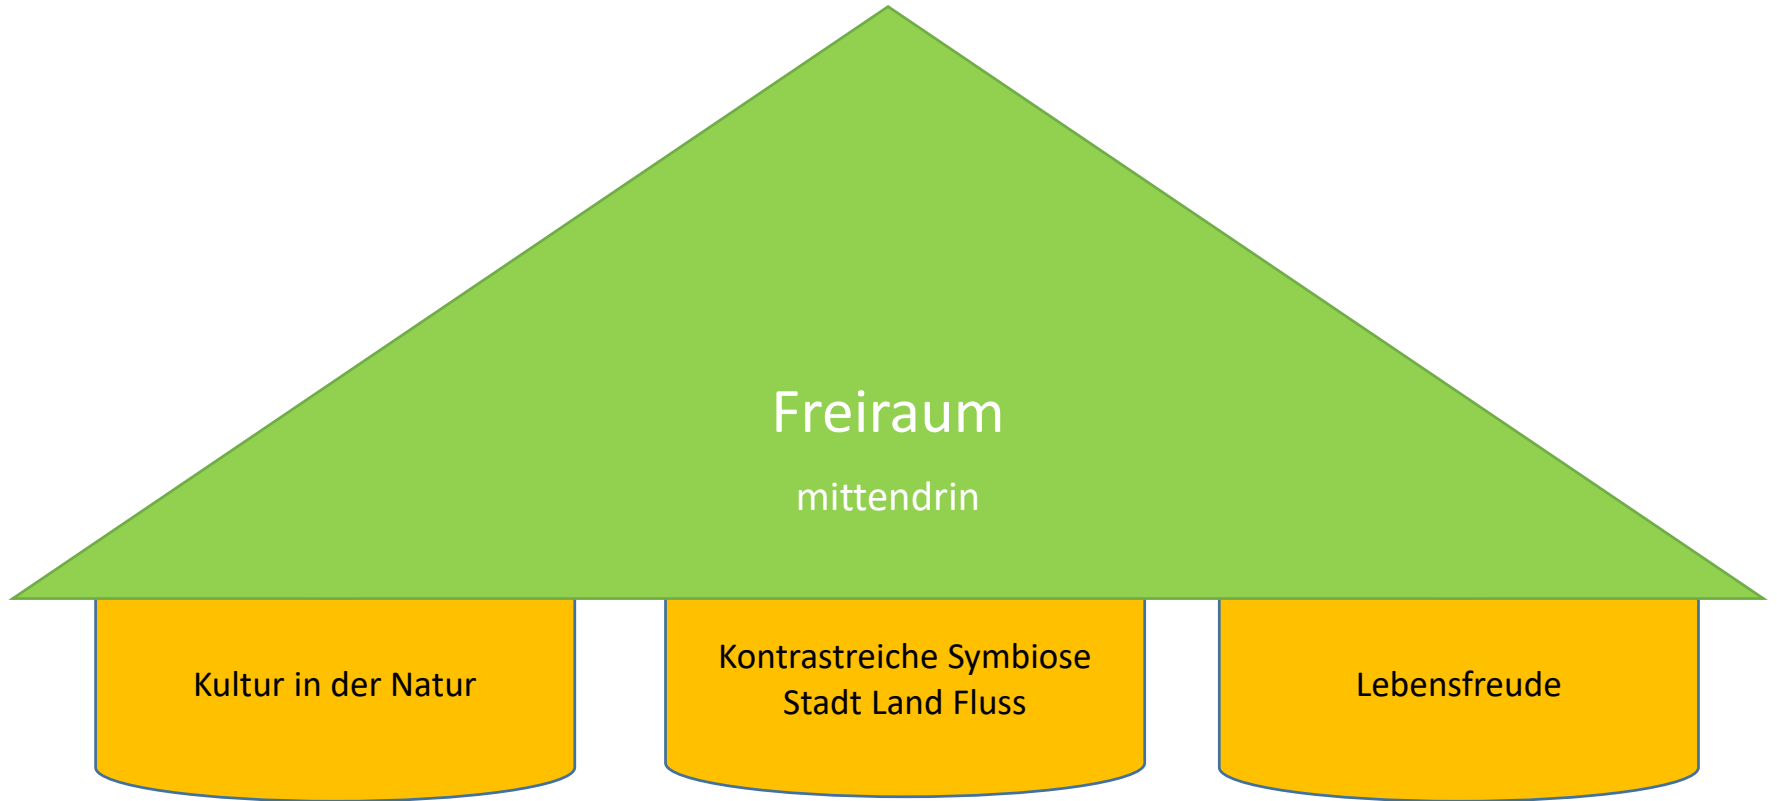 Freiraum
mittendrin
Kultur in der Natur
Kontrastreiche Symbiose
Stadt Land Fluss
Lebensfreude